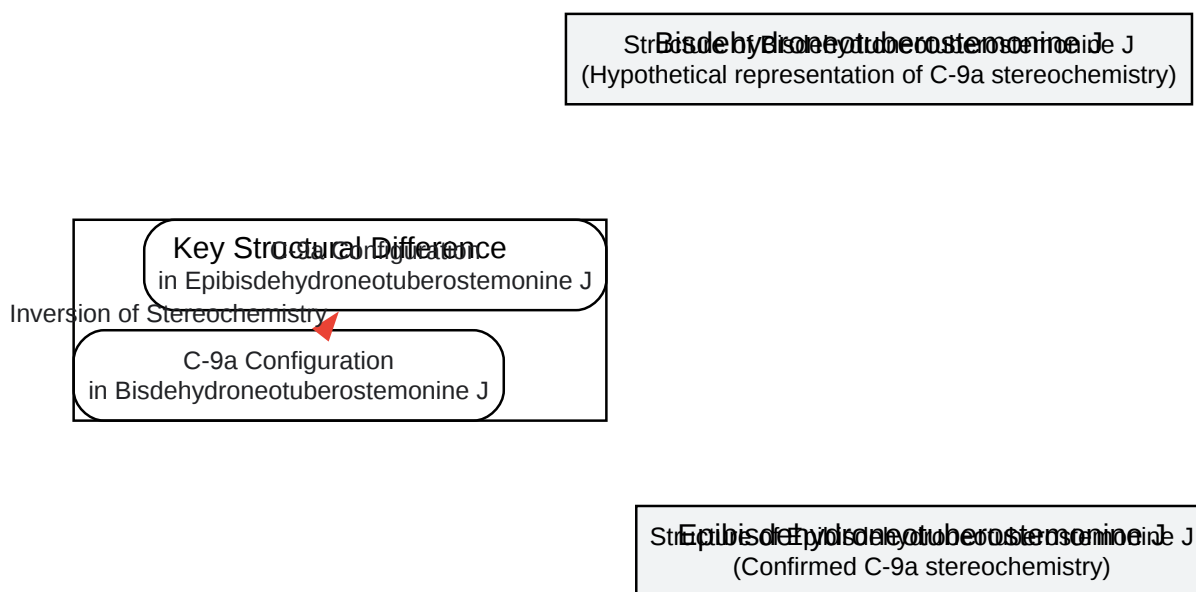 Bisdehydroneotuberostemonine J
Structure of Bisdehydroneotuberostemonine J
(Hypothetical representation of C-9a stereochemistry)
Key Structural Difference
C-9a Configuration
in Epibisdehydroneotuberostemonine J
Inversion of Stereochemistry
C-9a Configuration
in Bisdehydroneotuberostemonine J
Epibisdehydroneotuberostemonine J
Structure of Epibisdehydroneotuberostemonine J
(Confirmed C-9a stereochemistry)